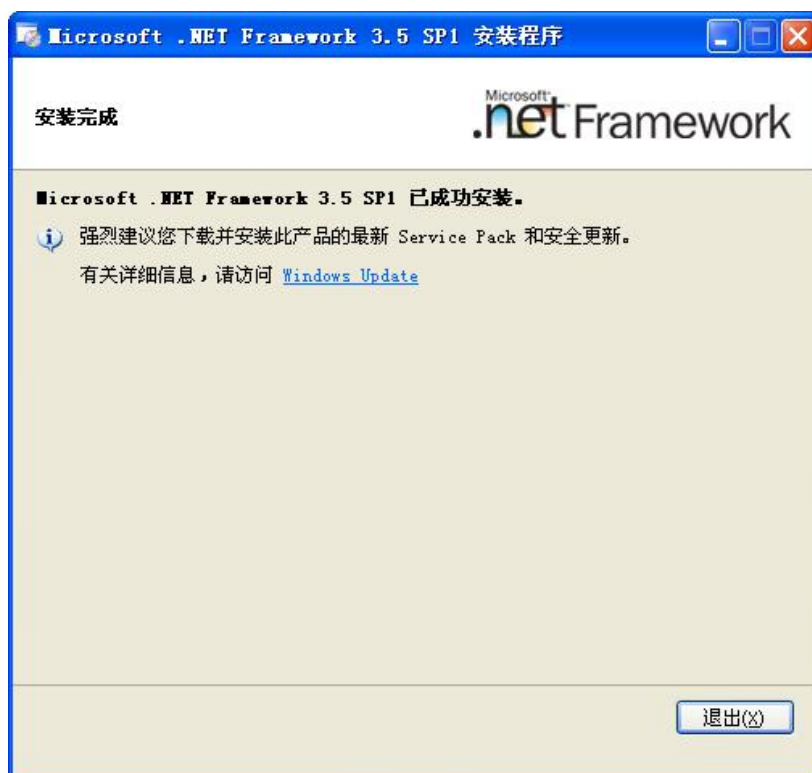 Microsoft .NET Framework 3.5 SP1 安装程序
安装完成
Microsoft
.net Framework
Microsoft .NET Framework 3.5 SP1 已成功安装。
强烈建议您下载并安装此产品的最新 Service Pack 和安全更新。
有关详细信息，请访问 Windows Update
退出(X)